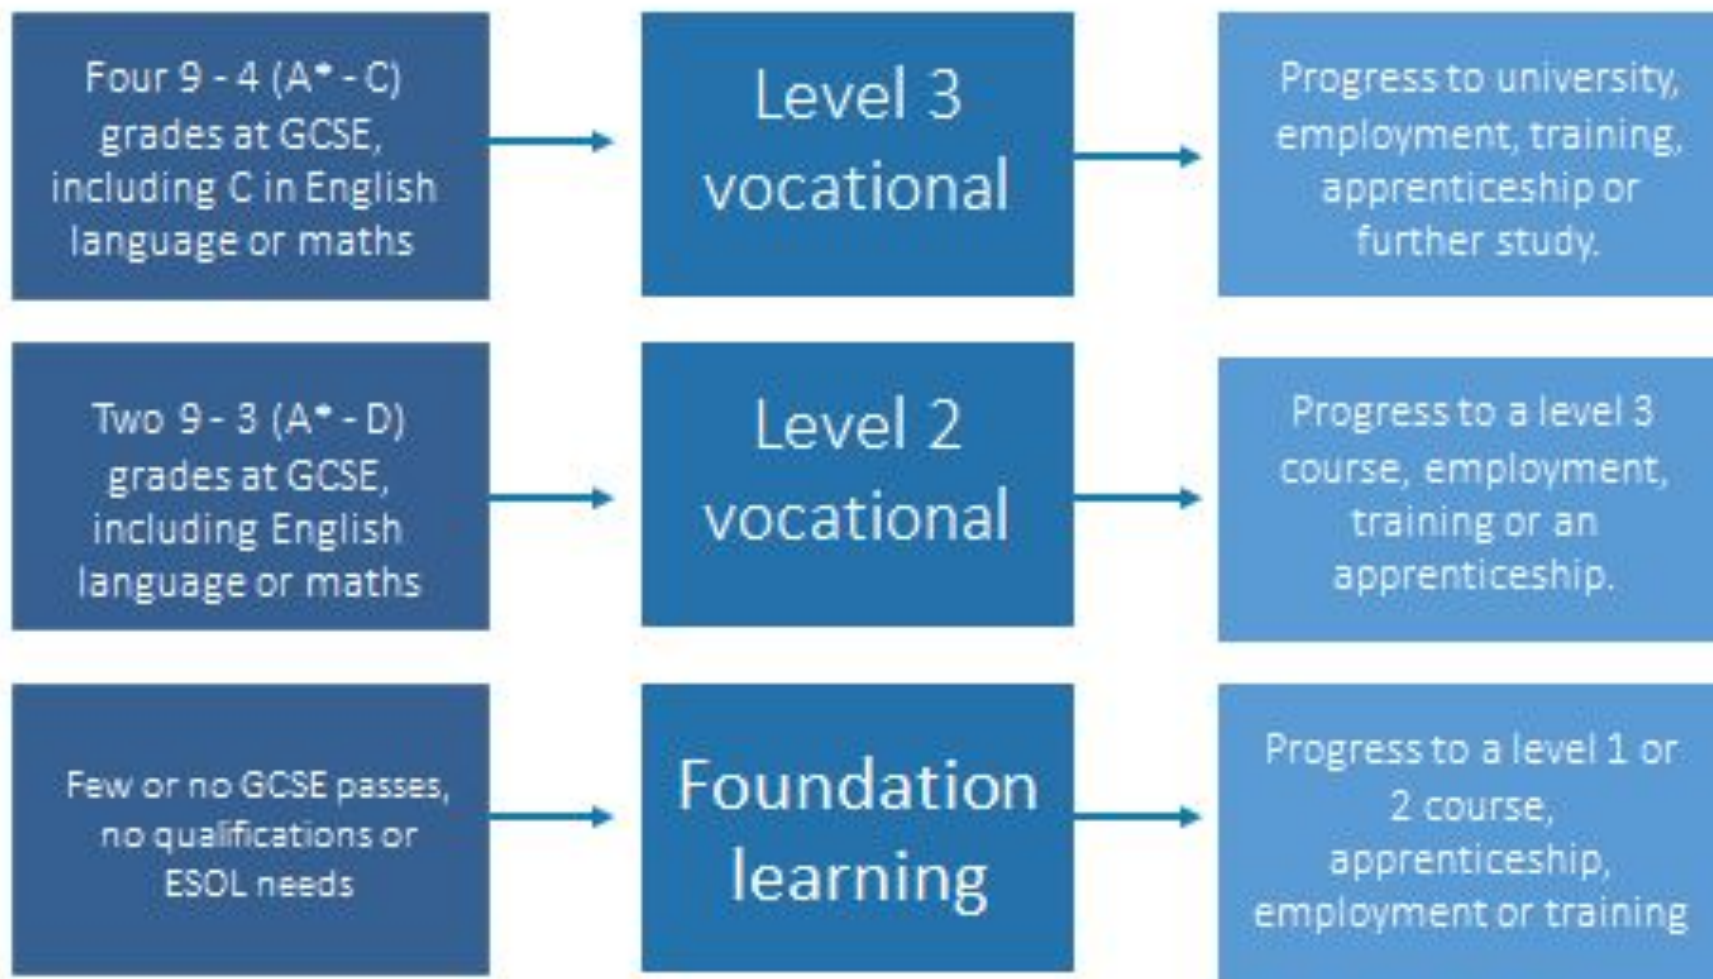 Four 9 - 4 (A* - C)
grades at GCSE,
including C in English
language or maths
Level 3
vocational
Progress to university,
employment, training,
apprenticeship or
further study.
Two 9 - 3 (A* - D)
grades at GCSE,
including English
language or maths
Level 2
vocational
Progress to a level 3
course, employment,
training or an
apprenticeship.
Few or no GCSE passes,
no qualifications or
ESOL needs
Foundation
learning
Progress to a level 1 or
2 course,
apprenticeship,
employment or training